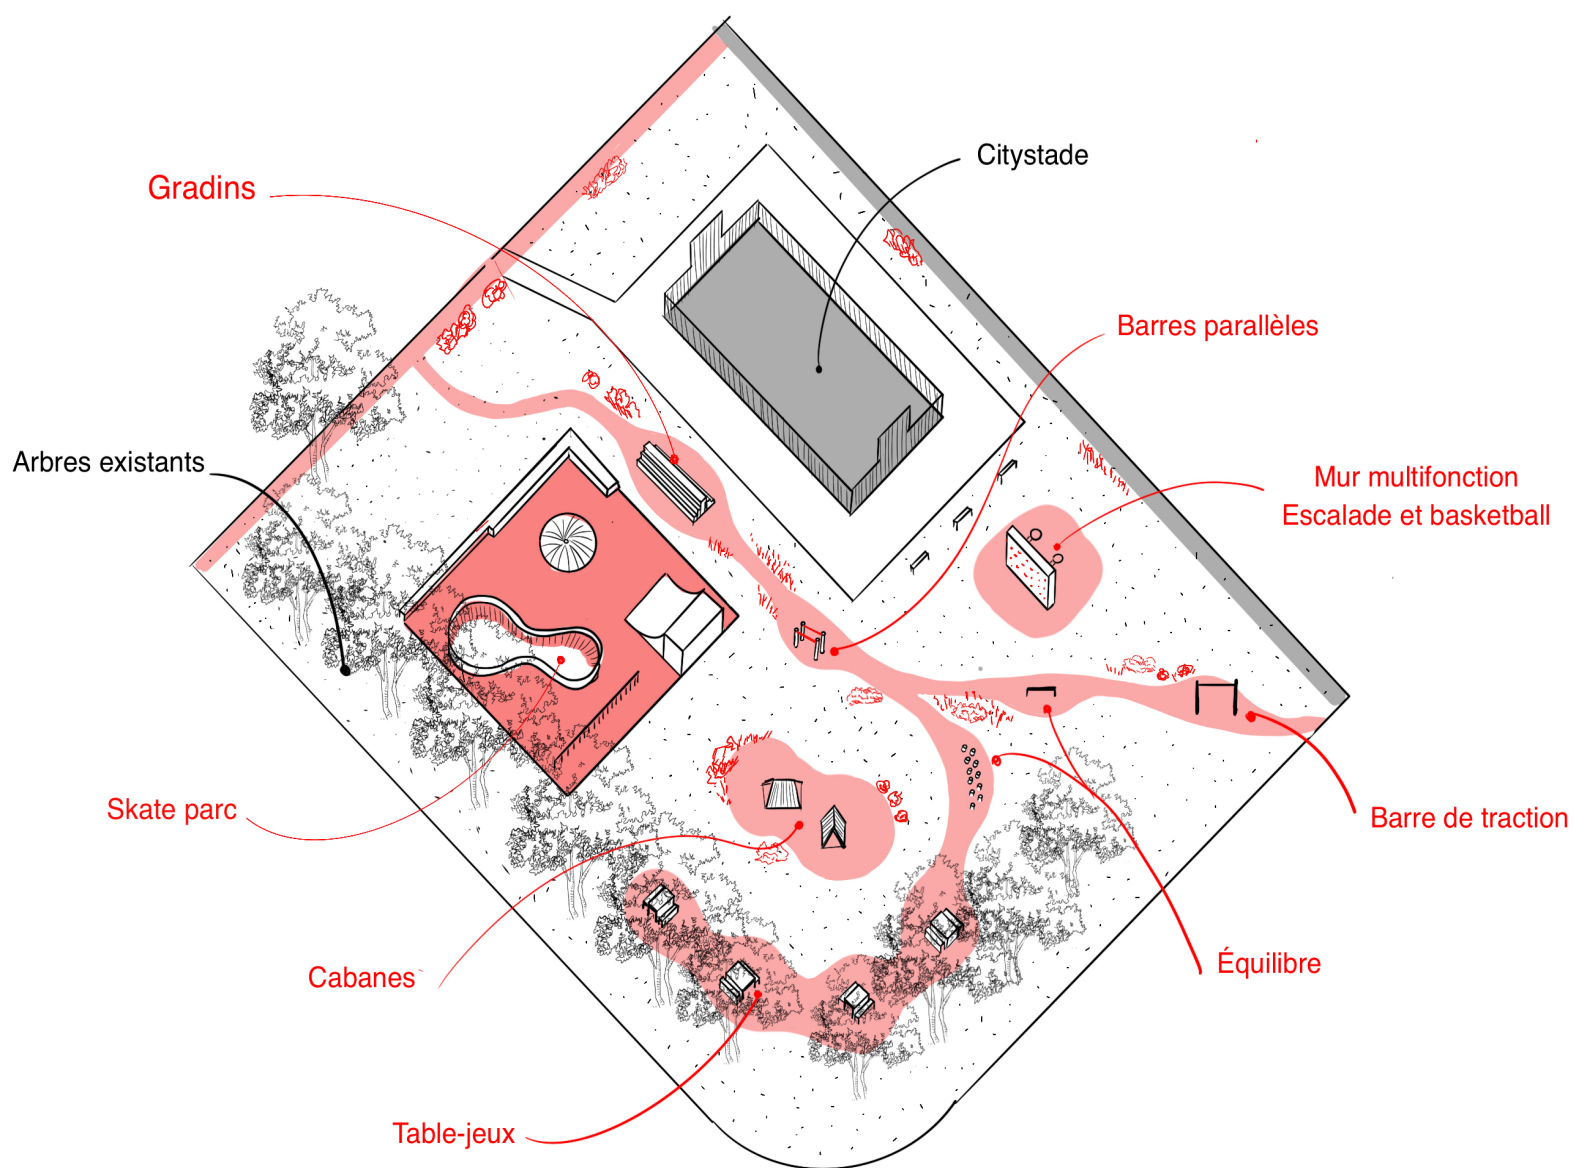 Citystade
Gradins
Barres parallèles
Arbres existants
Mur multifonction
Escalade et basketball
Skate parc
Barre de traction
Cabanes
Équilibre
Table-jeux